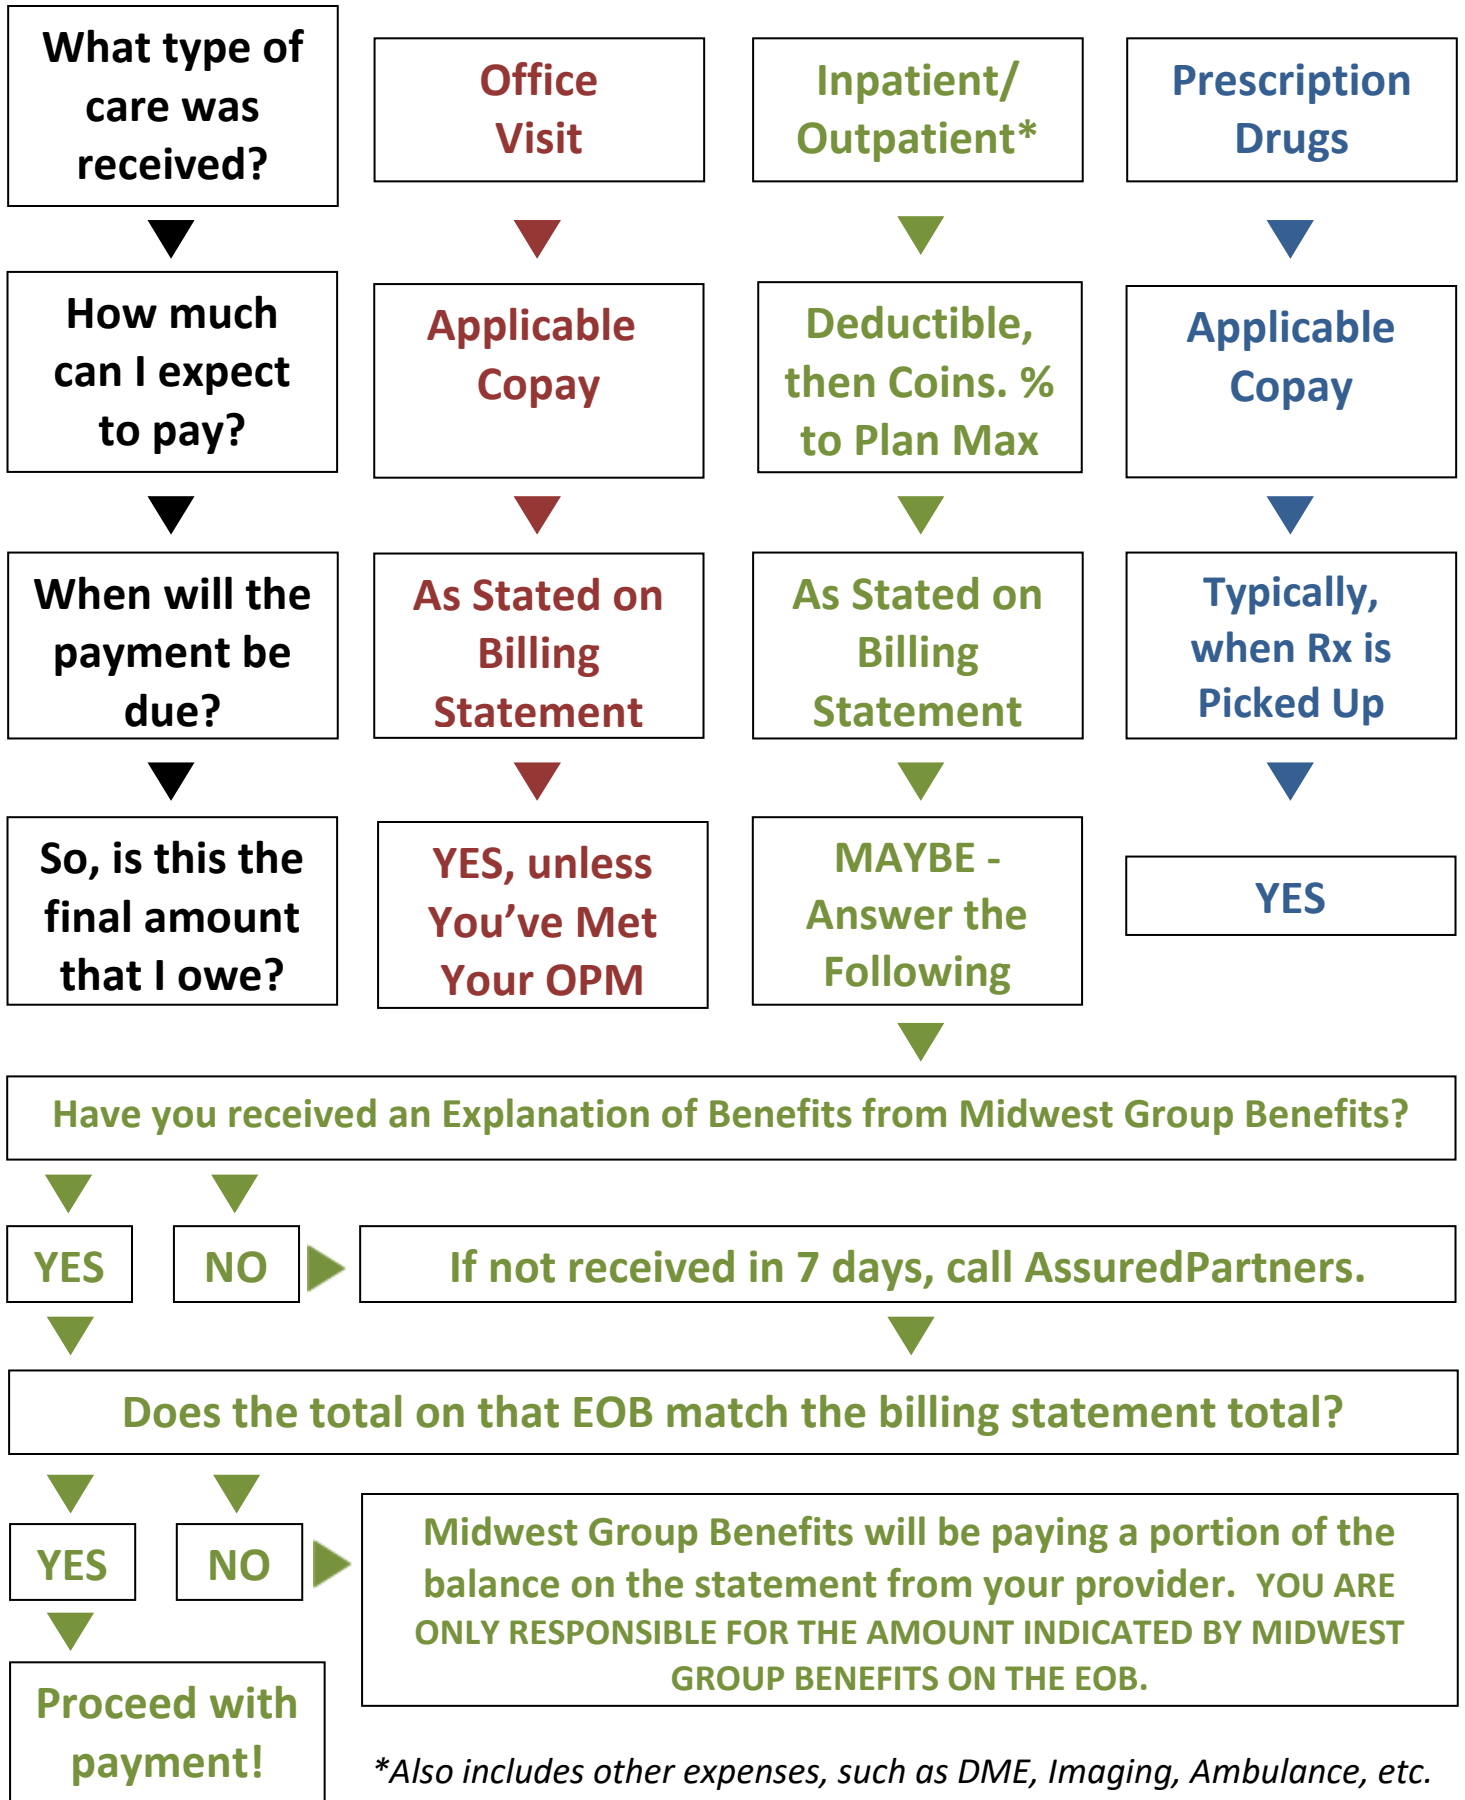 What type of
care was
received?
Office
Visit
Inpatient/
Outpatient*
Prescription
Drugs
How much
can I expect
to pay?
Applicable
Copay
Deductible,
then Coins. %
to Plan Max
Applicable
Copay
When will the
payment be
due?
As Stated on
Billing
Statement
As Stated on
Billing
Statement
Typically,
when Rx is
Picked Up
So, is this the
final amount
that I owe?
YES, unless
You’ve Met
Your OPM
MAYBE -
Answer the
Following
YES
Have you received an Explanation of Benefits from Midwest Group Benefits?
YES
NO
If not received in 7 days, call AssuredPartners.
Does the total on that EOB match the billing statement total?
YES
NO
Midwest Group Benefits will be paying a portion of the
balance on the statement from your provider. YOU ARE
ONLY RESPONSIBLE FOR THE AMOUNT INDICATED BY MIDWEST
GROUP BENEFITS ON THE EOB.
Proceed with
payment!
*Also includes other expenses, such as DME, Imaging, Ambulance, etc.